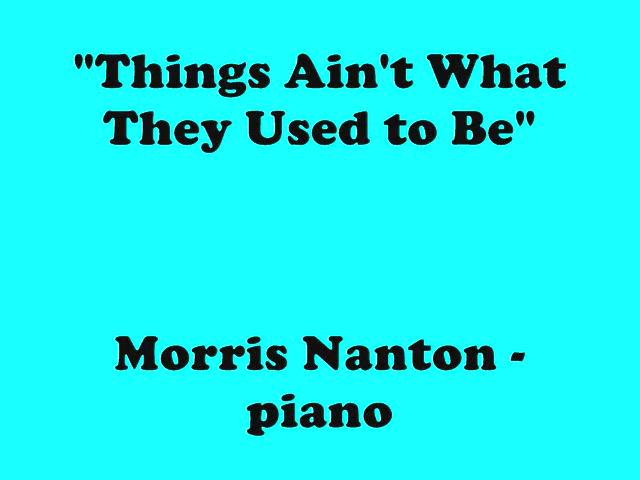 "Things Ain't What
They Used to Be"
Morris Nanton -
piano